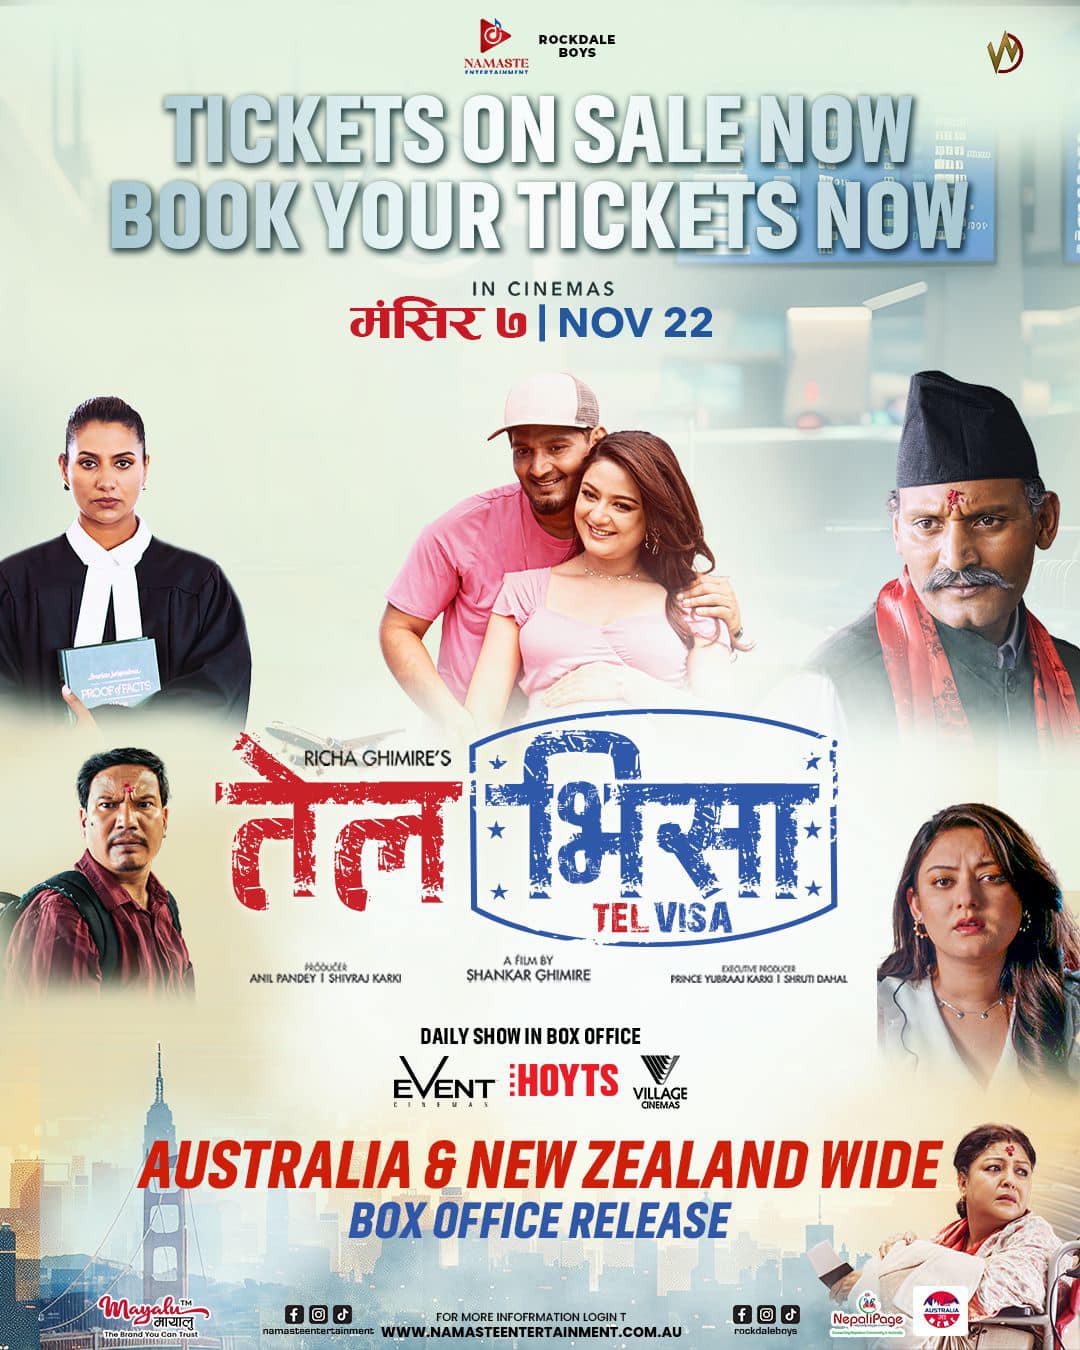 NAMASTE
ENTERTAINMENT
ROCKDALE
BOYS
TICKETS ON SALE NOW
BOOK YOUR TICKETS NOW
IN CINEMAS
मंसिर ७ | NOV 22
PROOF of FACTS
RICHA GHIMIRE'S
तेल भिसा
TEL VISA
PRODUCER
ANIL PANDEY | SHIVRAJ KARKI
A FILM BY
SHANKAR GHIMIRE
EXECUTIVE PRODUCER
PRINCE YUBRAAJ KARKI | SHRUTI DAHAL
DAILY SHOW IN BOX OFFICE
EVENT
CINEMAS
HOYTS
VILLAGE
CINEMAS
AUSTRALIA & NEW ZEALAND WIDE
BOX OFFICE RELEASE
Mayalu™
मायालु
The Brand You Can Trust
namasteentertainment
FOR MORE INFOFRMATION LOGIN T
WWW.NAMASTEENTERTAINMENT.COM.AU
rockdaleboys
NepaliPage
AUSTRALIA